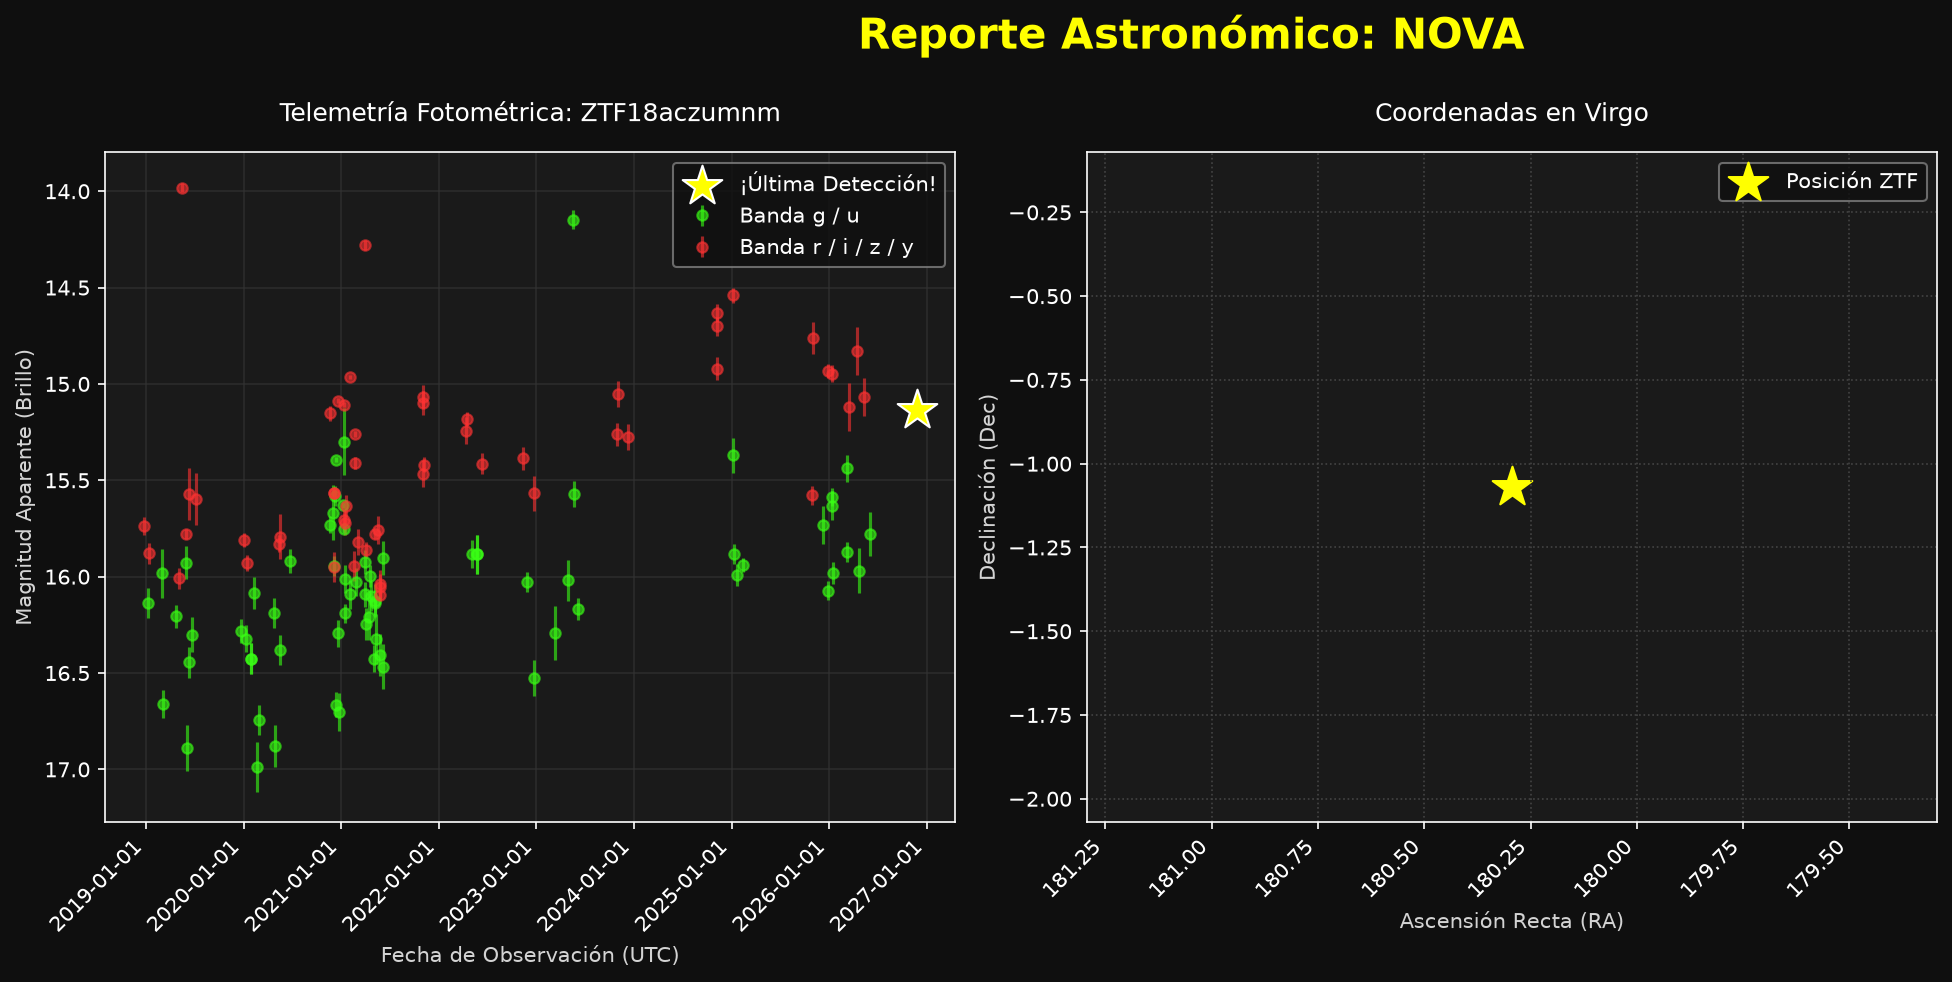 Reporte Astronómico: NOVA
Telemetría Fotométrica: ZTF18aczumnm
¡Última Detección!
Banda g / u
Banda r / i / z / y
Magnitud Aparente (Brillo)
14.0
14.5
15.0
15.5
16.0
16.5
17.0
2019-01-01
2020-01-01
2021-01-01
2022-01-01
2023-01-01
2024-01-01
2025-01-01
2026-01-01
2027-01-01
Fecha de Observación (UTC)
Coordenadas en Virgo
Posición ZTF
Declinación (Dec)
−0.25
−0.50
−0.75
−1.00
−1.25
−1.50
−1.75
−2.00
181.25
181.00
180.75
180.50
180.25
180.00
179.75
179.50
Ascensión Recta (RA)